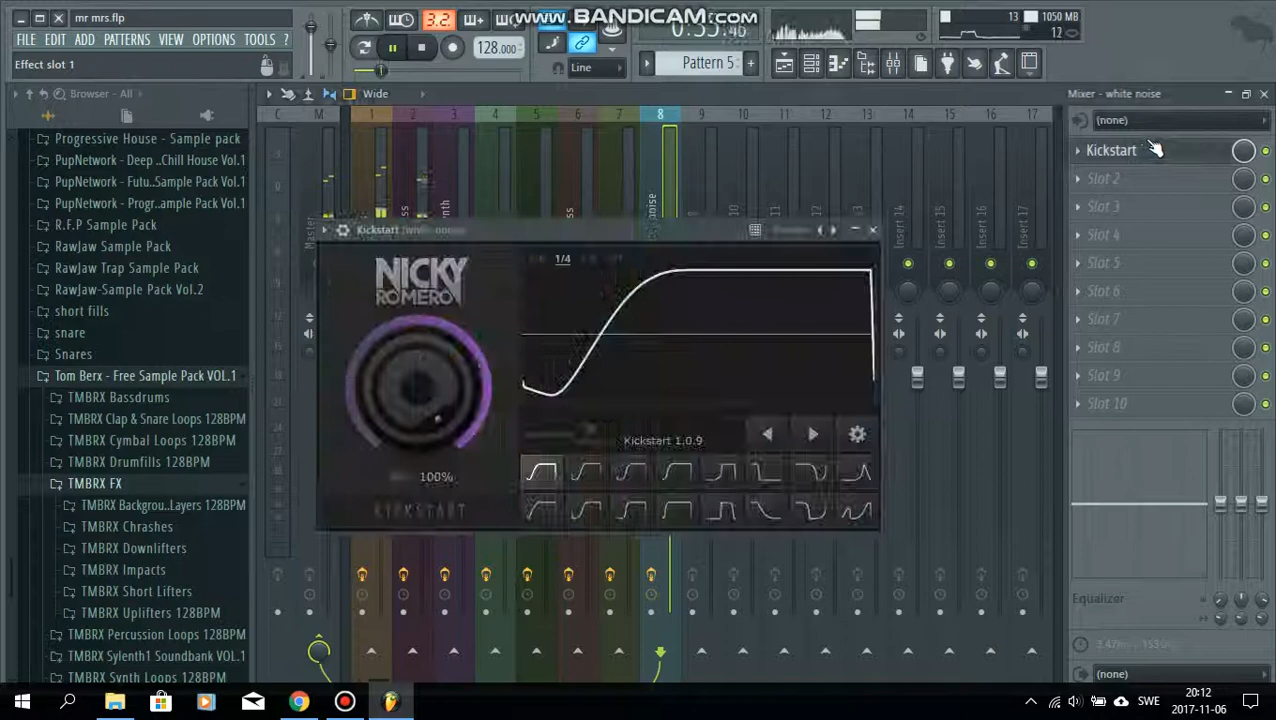 mr mrs.flp
www.BANDICAM.com
FILE EDIT ADD PATTERNS VIEW OPTIONS TOOLS ?
3.2.
128.000
13
1050 MB
12
Effect slot 1
Line
Pattern 5
Browser - All
Wide
Mixer - white noise
C M 1 2 3 4 5 6 7 8 9 10 11 12 13 14 15 16 17
(none)
Kickstart
Slot 2
Slot 3
Slot 4
Slot 5
Slot 6
Slot 7
Slot 8
Slot 9
Slot 10
Progressive House - Sample pack
PupNetwork - Deep ..Chill House Vol.1
PupNetwork - Futu..Sample Pack Vol.1
PupNetwork - Progr..ample Pack Vol.1
R.F.P Sample Pack
RawJaw Sample Pack
RawJaw Trap Sample Pack
RawJaw-Sample Pack Vol.2
short fills
snare
Snares
Tom Berx - Free Sample Pack VOL.1
TMBRX Bassdrums
TMBRX Clap & Snare Loops 128BPM
TMBRX Cymbal Loops 128BPM
TMBRX Drumfills 128BPM
TMBRX FX
TMBRX Backgrou..Layers 128BPM
TMBRX Chrashes
TMBRX Downlifters
TMBRX Impacts
TMBRX Short Lifters
TMBRX Uplifters 128BPM
TMBRX Percussion Loops 128BPM
TMBRX Sylenth1 Soundbank VOL.1
TMBRX Synth Loops 128BPM
Master
9
10
11
12
13
Insert 14
Insert 15
Insert 16
Insert 17
Kickstart
NICKY
ROMERO
1/4
100%
KICKSTART
Kickstart 1.0.9
Equalizer
(none)
SWE
20:12
2017-11-06